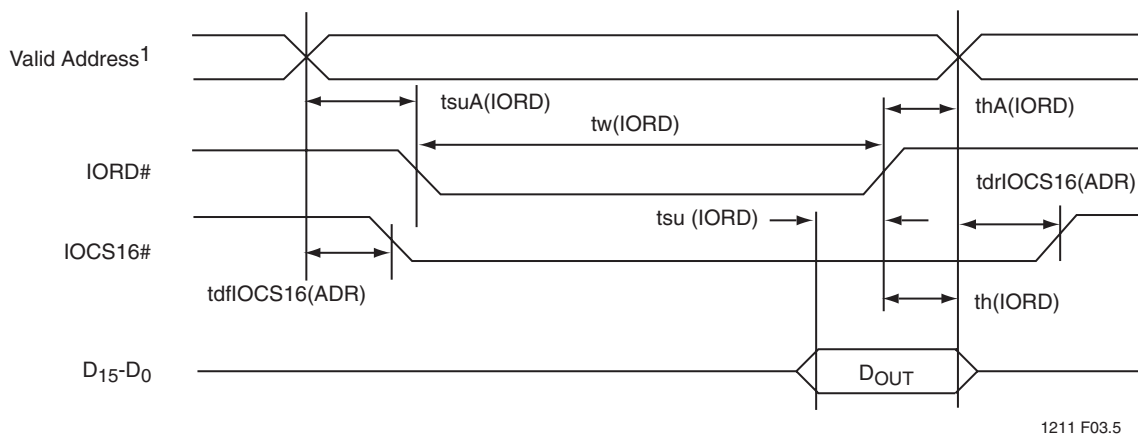 Valid Address1
tsuA(IORD)
thA(IORD)
tw(IORD)
IORD#
tdrIOCS16(ADR)
tsu (IORD)
IOCS16#
tdfIOCS16(ADR)
th(IORD)
D15-D0
DOUT
1211 F03.5